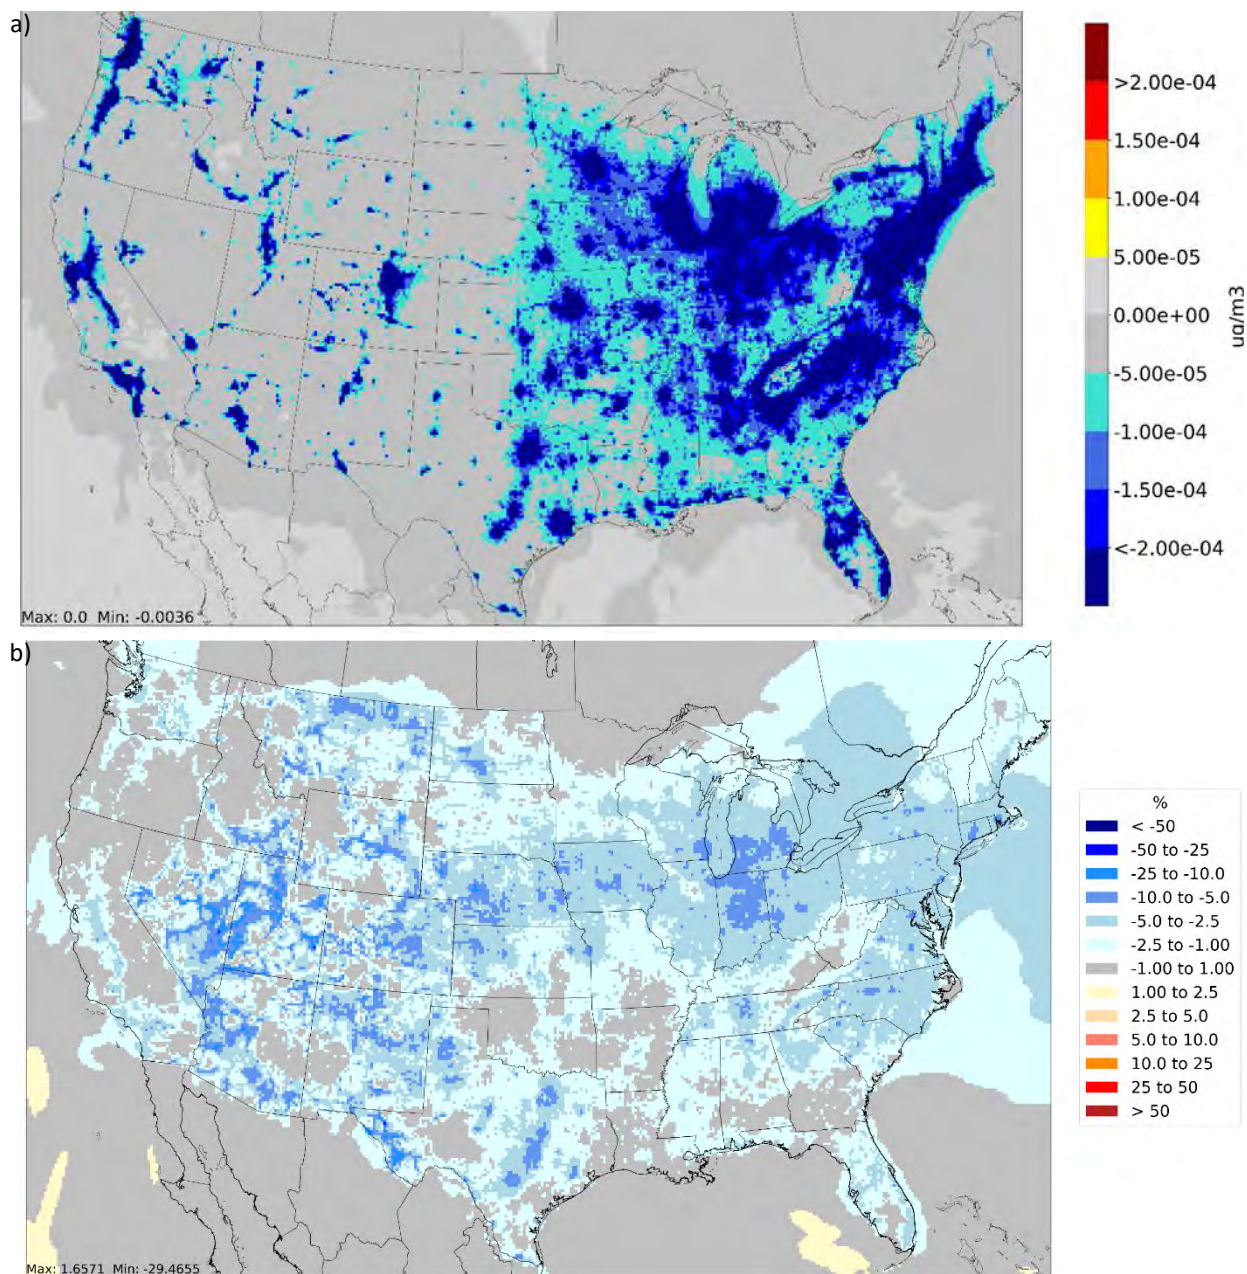 a)
>2.00e-04
1.50e-04
1.00e-04
5.00e-05
0.00e+00
-5.00e-05
-1.00e-04
-1.50e-04
<-2.00e-04
ug/m3
Max: 0.0 Min: -0.0036
b)
%
< -50
-50 to -25
-25 to -10.0
-10.0 to -5.0
-5.0 to -2.5
-2.5 to -1.00
-1.00 to 1.00
1.00 to 2.5
2.5 to 5.0
5.0 to 10.0
10.0 to 25
25 to 50
> 50
Max: 1.6571 Min: -29.4655